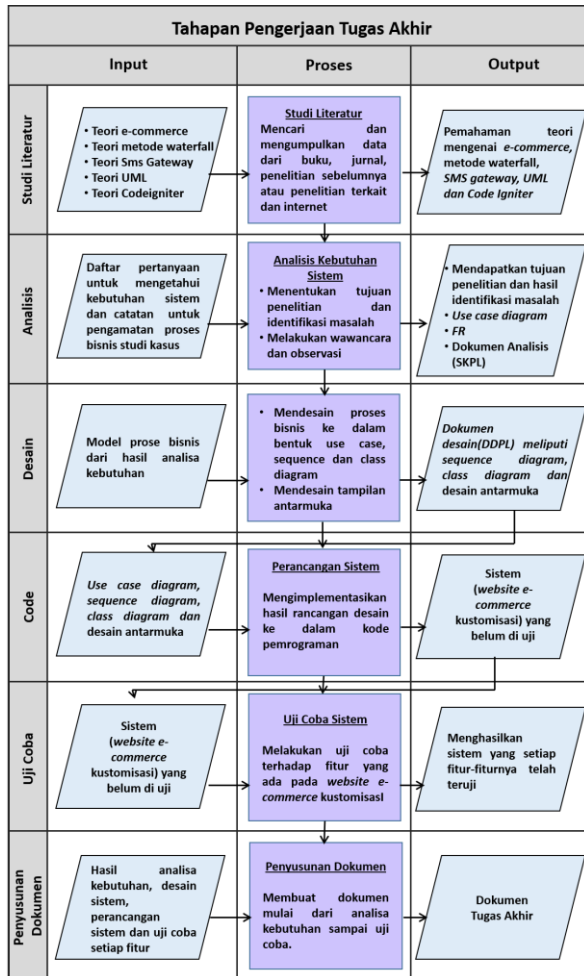 Tahapan Pengerjaan Tugas Akhir
Input
Proses
Output
Studi Literatur
• Teori e-commerce
• Teori metode waterfall
• Teori Sms Gateway
• Teori UML
• Teori Codeigniter
Studi Literatur
Mencari dan
mengumpulkan data
dari buku, jurnal,
penelitian sebelumnya
atau penelitian terkait
dan internet
Pemahaman teori
mengenai e-commerce,
metode waterfall,
SMS gateway, UML
dan Code Igniter
Analisis
Daftar pertanyaan
untuk mengetahui
kebutuhan sistem
dan catatan untuk
pengamatan proses
bisnis studi kasus
Analisis Kebutuhan
Sistem
• Menentukan tujuan
penelitian dan
identifikasi masalah
• Melakukan wawancara
dan observasi
• Mendapatkan tujuan
penelitian dan hasil
identifikasi masalah
• Use case diagram
• FR
• Dokumen Analisis
(SKPL)
Desain
Model prose bisnis
dari hasil analisa
kebutuhan
• Mendesain proses
bisnis ke dalam
bentuk use case,
sequence dan class
diagram
• Mendesain tampilan
antarmuka
Dokumen
desain(DDPL) meliputi
sequence diagram,
class diagram dan
desain antarmuka
Code
Use case diagram,
sequence diagram,
class diagram dan
desain antarmuka
Perancangan Sistem
Mengimplementasikan
hasil rancangan desain
ke dalam kode
pemrograman
Sistem
(website e-
commerce
kustomisasi) yang
belum di uji
Uji Coba
Sistem
(website e-
commerce
kustomisasi) yang
belum di uji
Uji Coba Sistem
Melakukan uji coba
terhadap fitur yang
ada pada website e-
commerce kustomisasI
Menghasilkan
sistem yang setiap
fitur-fiturnya telah
teruji
Penyusunan
Dokumen
Hasil analisa
kebutuhan, desain
sistem,
perancangan
sistem dan uji coba
setiap fitur
Penyusunan Dokumen
Membuat dokumen
mulai dari analisa
kebutuhan sampai uji
coba.
Dokumen
Tugas Akhir